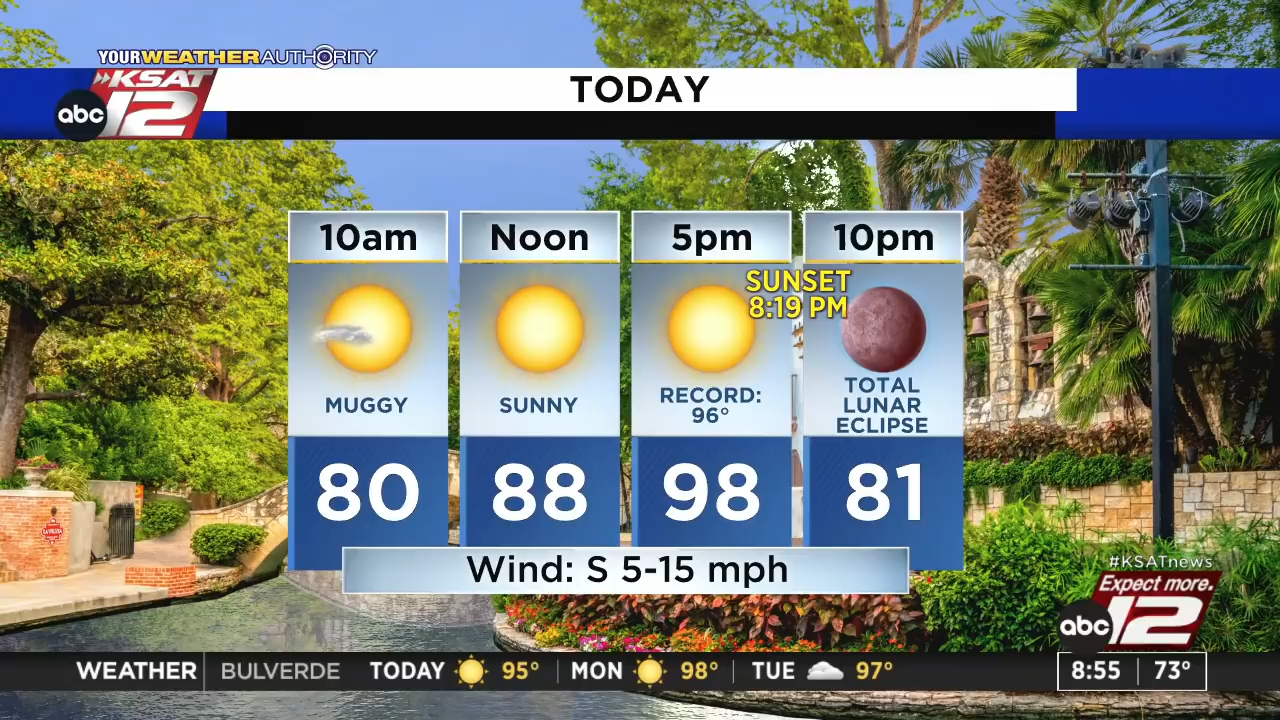 YOURWEATHERAUTHORITY
KSAT
abc 12
TODAY
10am
Noon
5pm
10pm
SUNSET
8:19 PM
MUGGY
SUNNY
RECORD:
96°
TOTAL
LUNAR
ECLIPSE
80
88
98
81
Wind: S 5-15 mph
#KSATnews
Expect more.
abc 12
WEATHER BULVERDE TODAY 95° MON 98° TUE 97° 8:55 73°